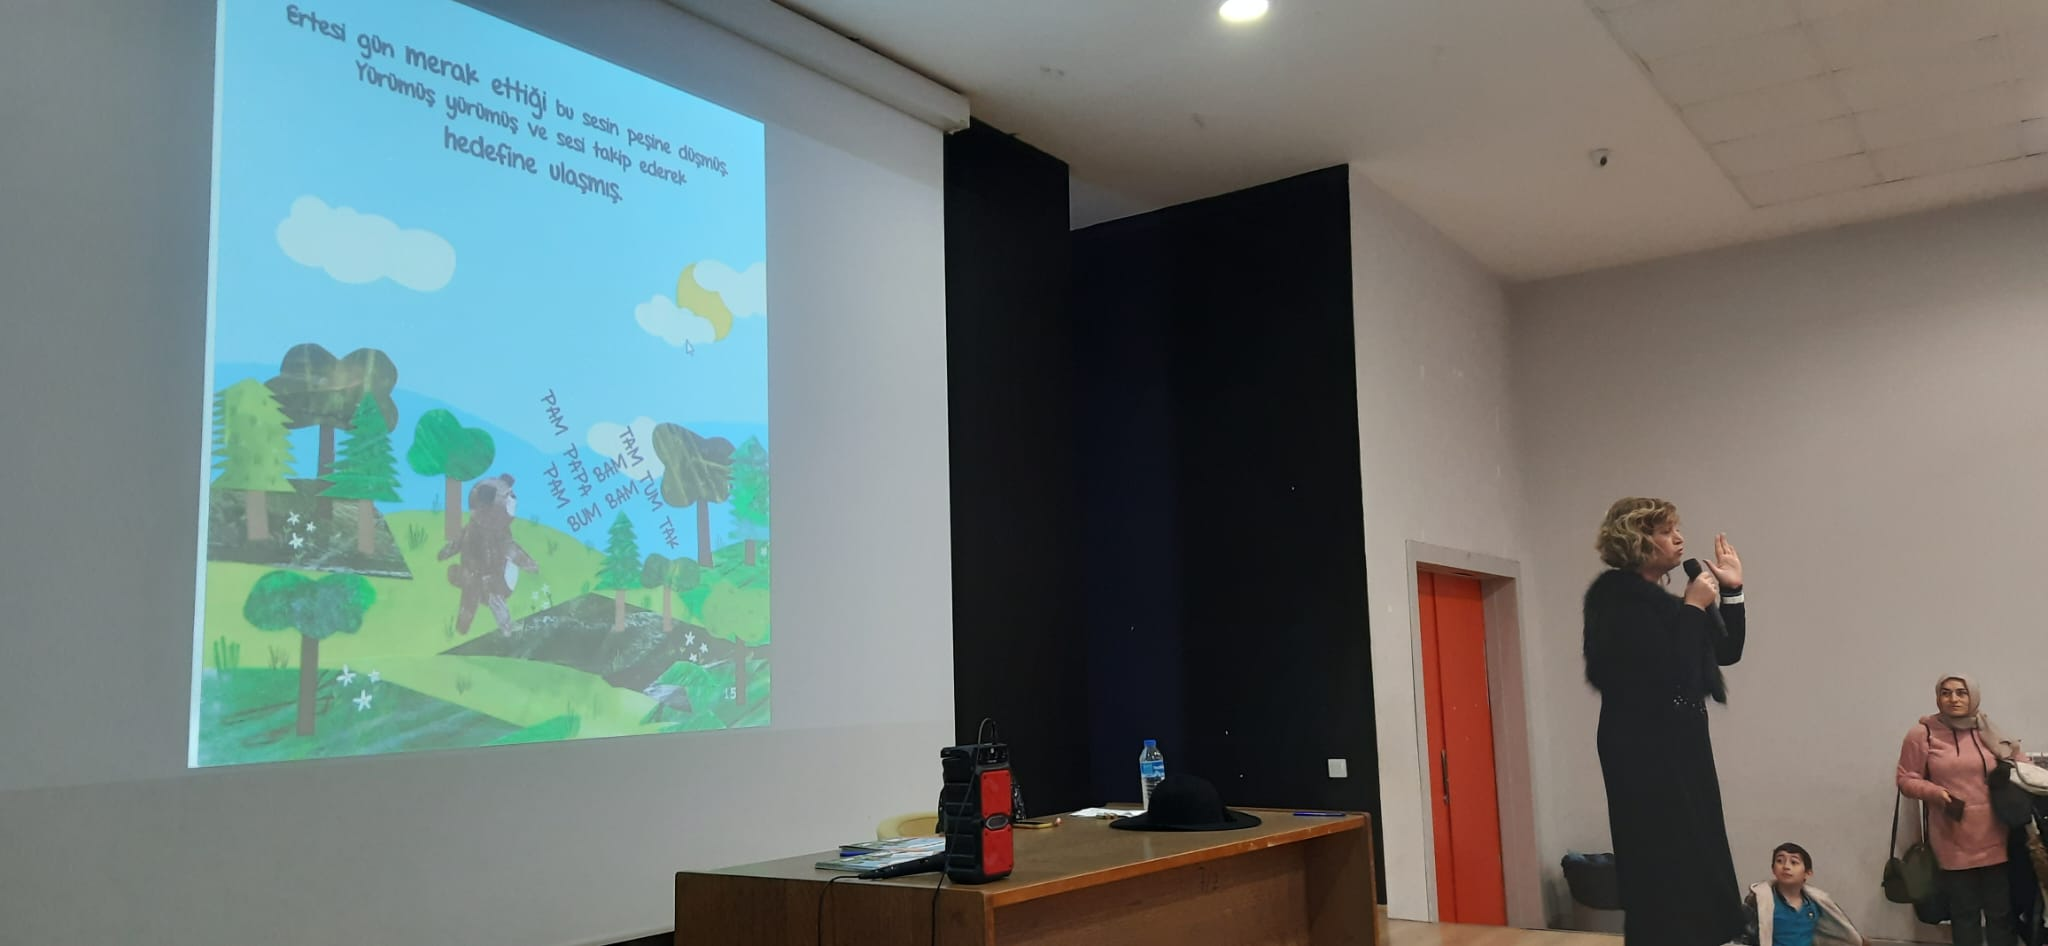 Ertesi gün merak ettiği bu sesin peşine düşmüş.
Yürümüş yürümüş ve sesi takip ederek
hedefine ulaşmış.
PAM PAPA
PAM
BAM
BUM BAM
TAM TUM TAK
15